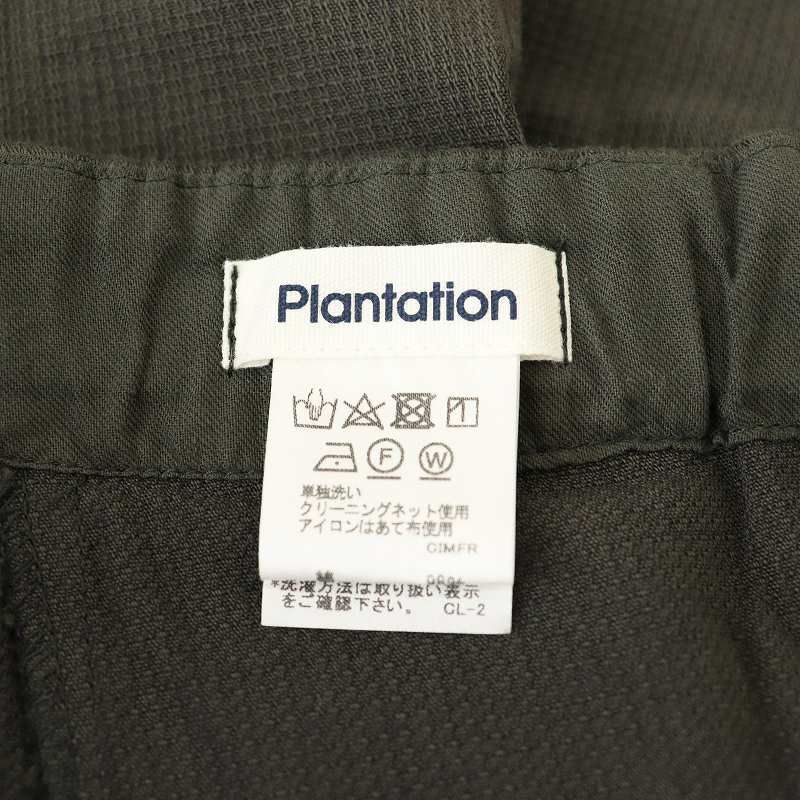 Plantation
F W
単独洗い
クリーニングネット使用
アイロンはあて布使用
GIMFR
*洗濯方法は取り扱い表示
をご確認下さい。 CL-2